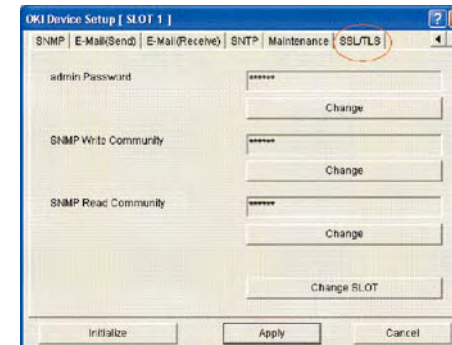 OKI Device Setup [ SLOT 1 ]
SNMP E-Mail(Send) E-Mail(Receive) SNTP Maintenance SSL/TLS
admin Password ******
Change
SNMP Write Community ******
Change
SNMP Read Community ******
Change
Change SLOT
Initialize Apply Cancel